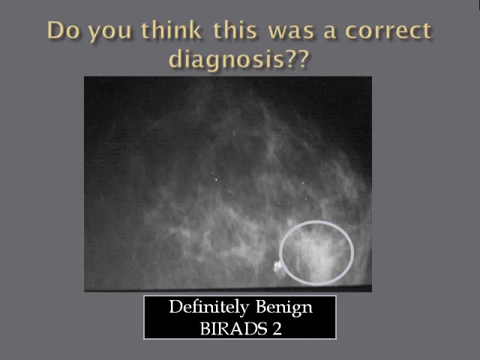 Do you think this was a correct
diagnosis??
Definitely Benign
BIRADS 2